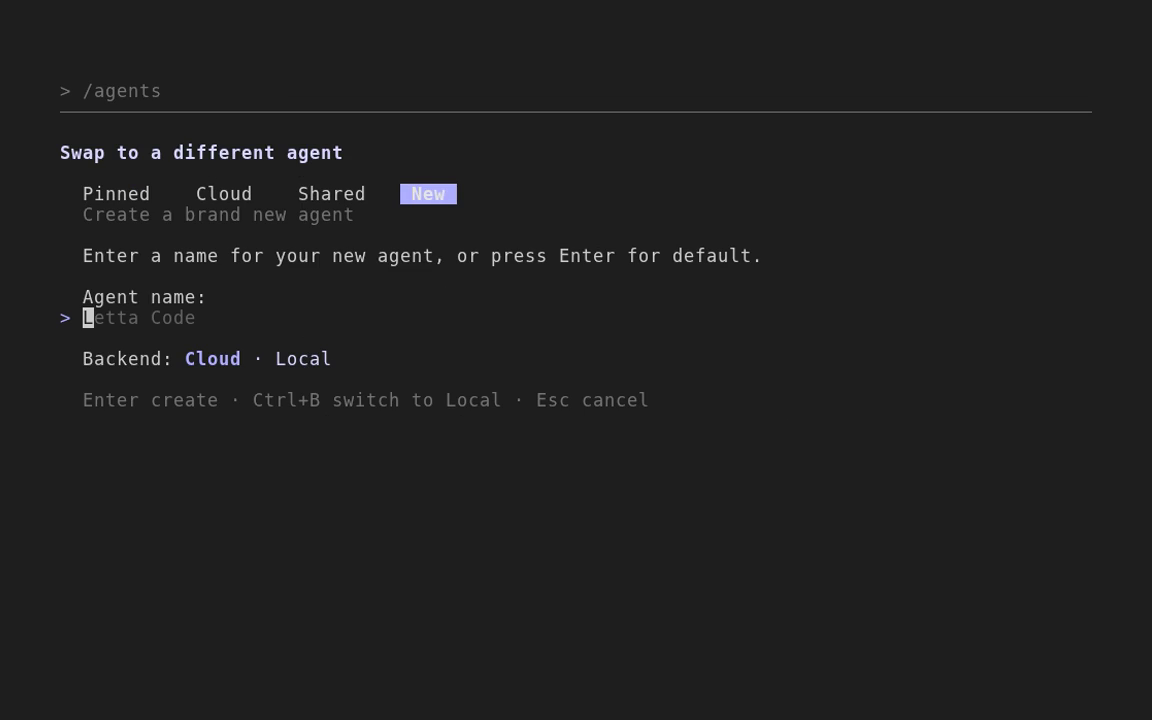 > /agents
Swap to a different agent
Pinned    Cloud    Shared    New
Create a brand new agent
Enter a name for your new agent, or press Enter for default.
Agent name:
> Letta Code
Backend: Cloud · Local
Enter create · Ctrl+B switch to Local · Esc cancel